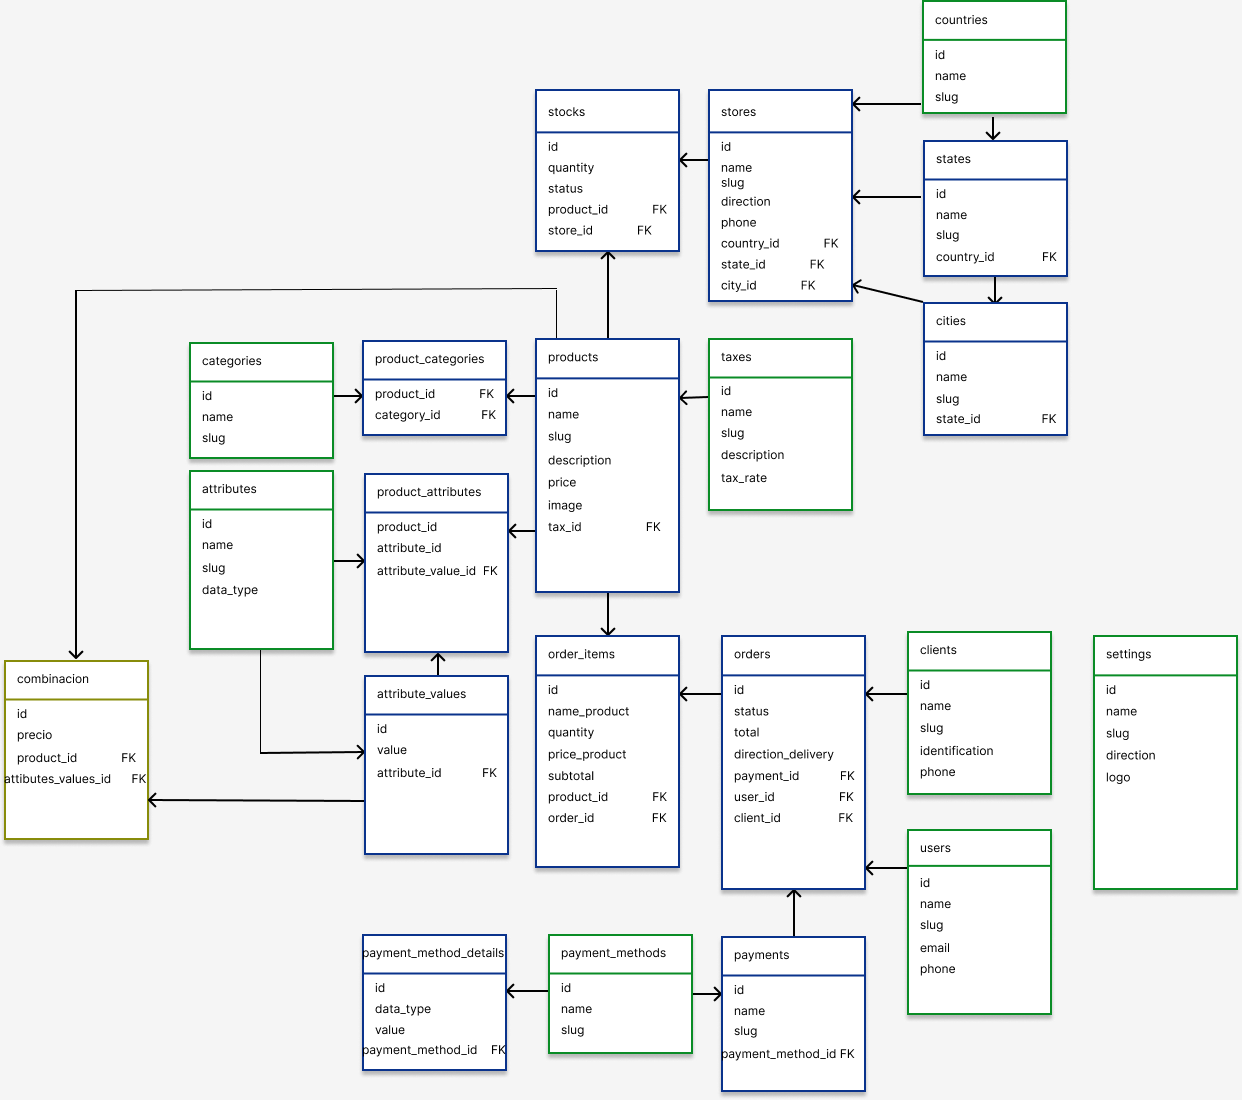 countries
id
name
slug
stocks
id
quantity
status
product_id FK
store_id FK
stores
id
name
slug
direction
phone
country_id FK
state_id FK
city_id FK
states
id
name
slug
country_id FK
cities
id
name
slug
state_id FK
categories
id
name
slug
product_categories
product_id FK
category_id FK
products
id
name
slug
description
price
image
tax_id FK
taxes
id
name
slug
description
tax_rate
attributes
id
name
slug
data_type
product_attributes
product_id
attribute_id
attribute_value_id FK
combinacion
id
precio
product_id FK
attibutes_values_id FK
attribute_values
id
value
attribute_id FK
order_items
id
name_product
quantity
price_product
subtotal
product_id FK
order_id FK
orders
id
status
total
direction_delivery
payment_id FK
user_id FK
client_id FK
clients
id
name
slug
identification
phone
settings
id
name
slug
direction
logo
users
id
name
slug
email
phone
payment_method_details
id
data_type
value
payment_method_id FK
payment_methods
id
name
slug
payments
id
name
slug
payment_method_id FK